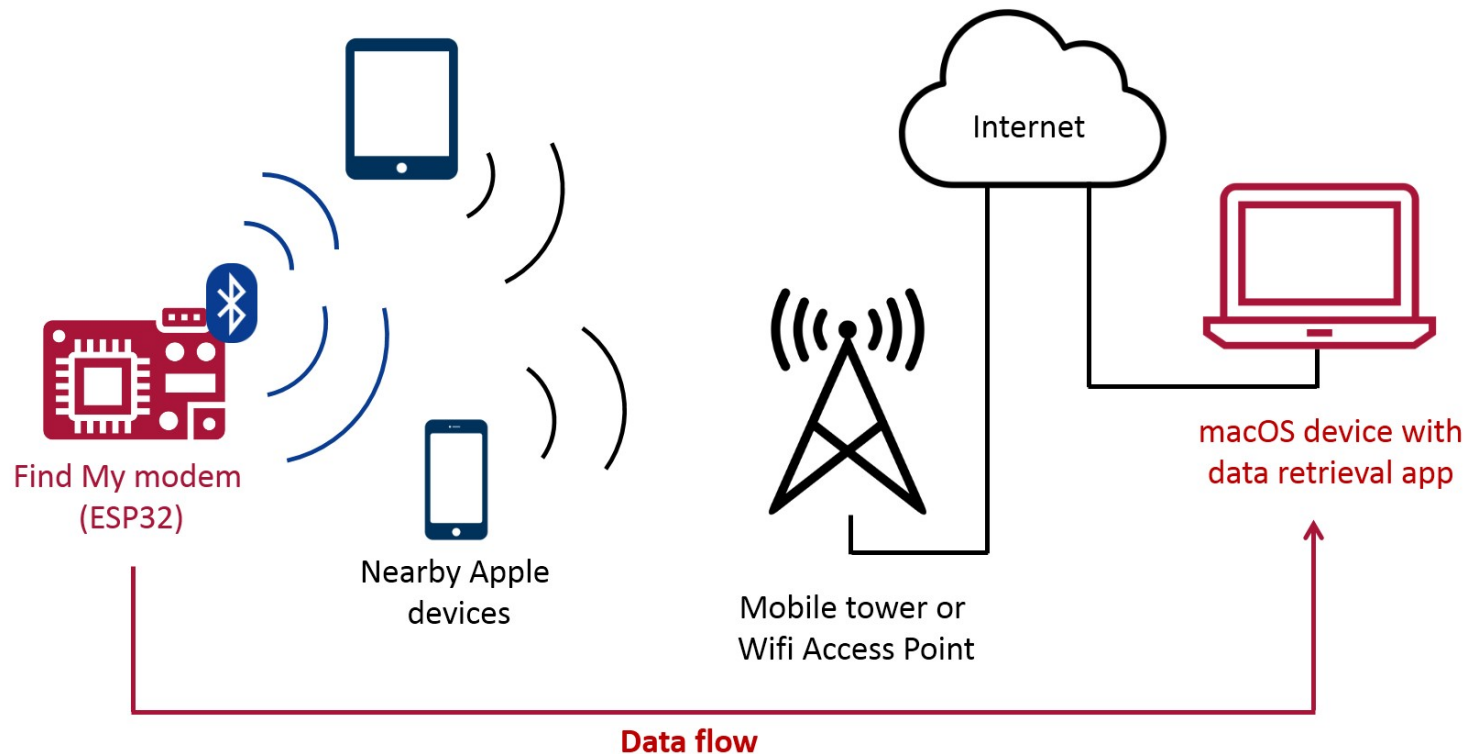 Internet
Find My modem
(ESP32)
Nearby Apple
devices
Mobile tower or
Wifi Access Point
macOS device with
data retrieval app
Data flow